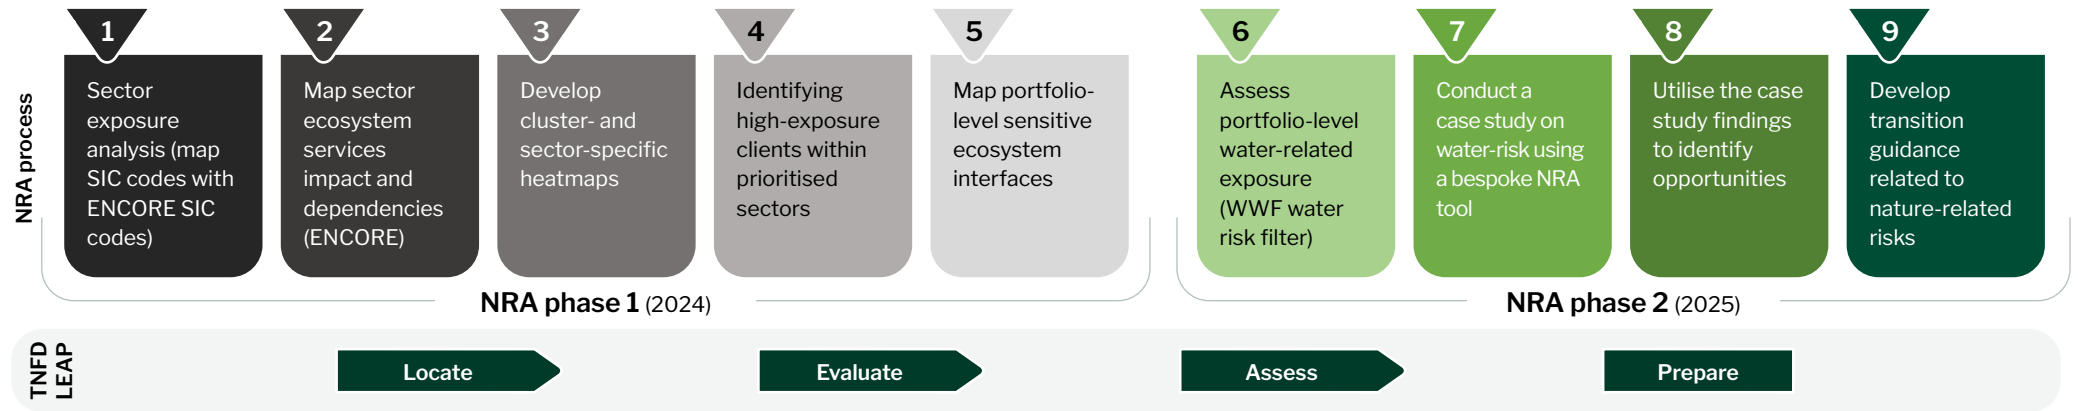 NRA process
1
Sector
exposure
analysis (map
SIC codes with
ENCORE SIC
codes)
2
Map sector
ecosystem
services
impact and
dependencies
(ENCORE)
3
Develop
cluster- and
sector-specific
heatmaps
4
Identifying
high-exposure
clients within
prioritised
sectors
5
Map portfolio-
level sensitive
ecosystem
interfaces
6
Assess
portfolio-level
water-related
exposure
(WWF water
risk filter)
7
Conduct a
case study on
water-risk using
a bespoke NRA
tool
8
Utilise the case
study findings
to identify
opportunities
9
Develop
transition
guidance
related to
nature-related
risks
NRA phase 1 (2024)
NRA phase 2 (2025)
TNFD
LEAP
Locate
Evaluate
Assess
Prepare